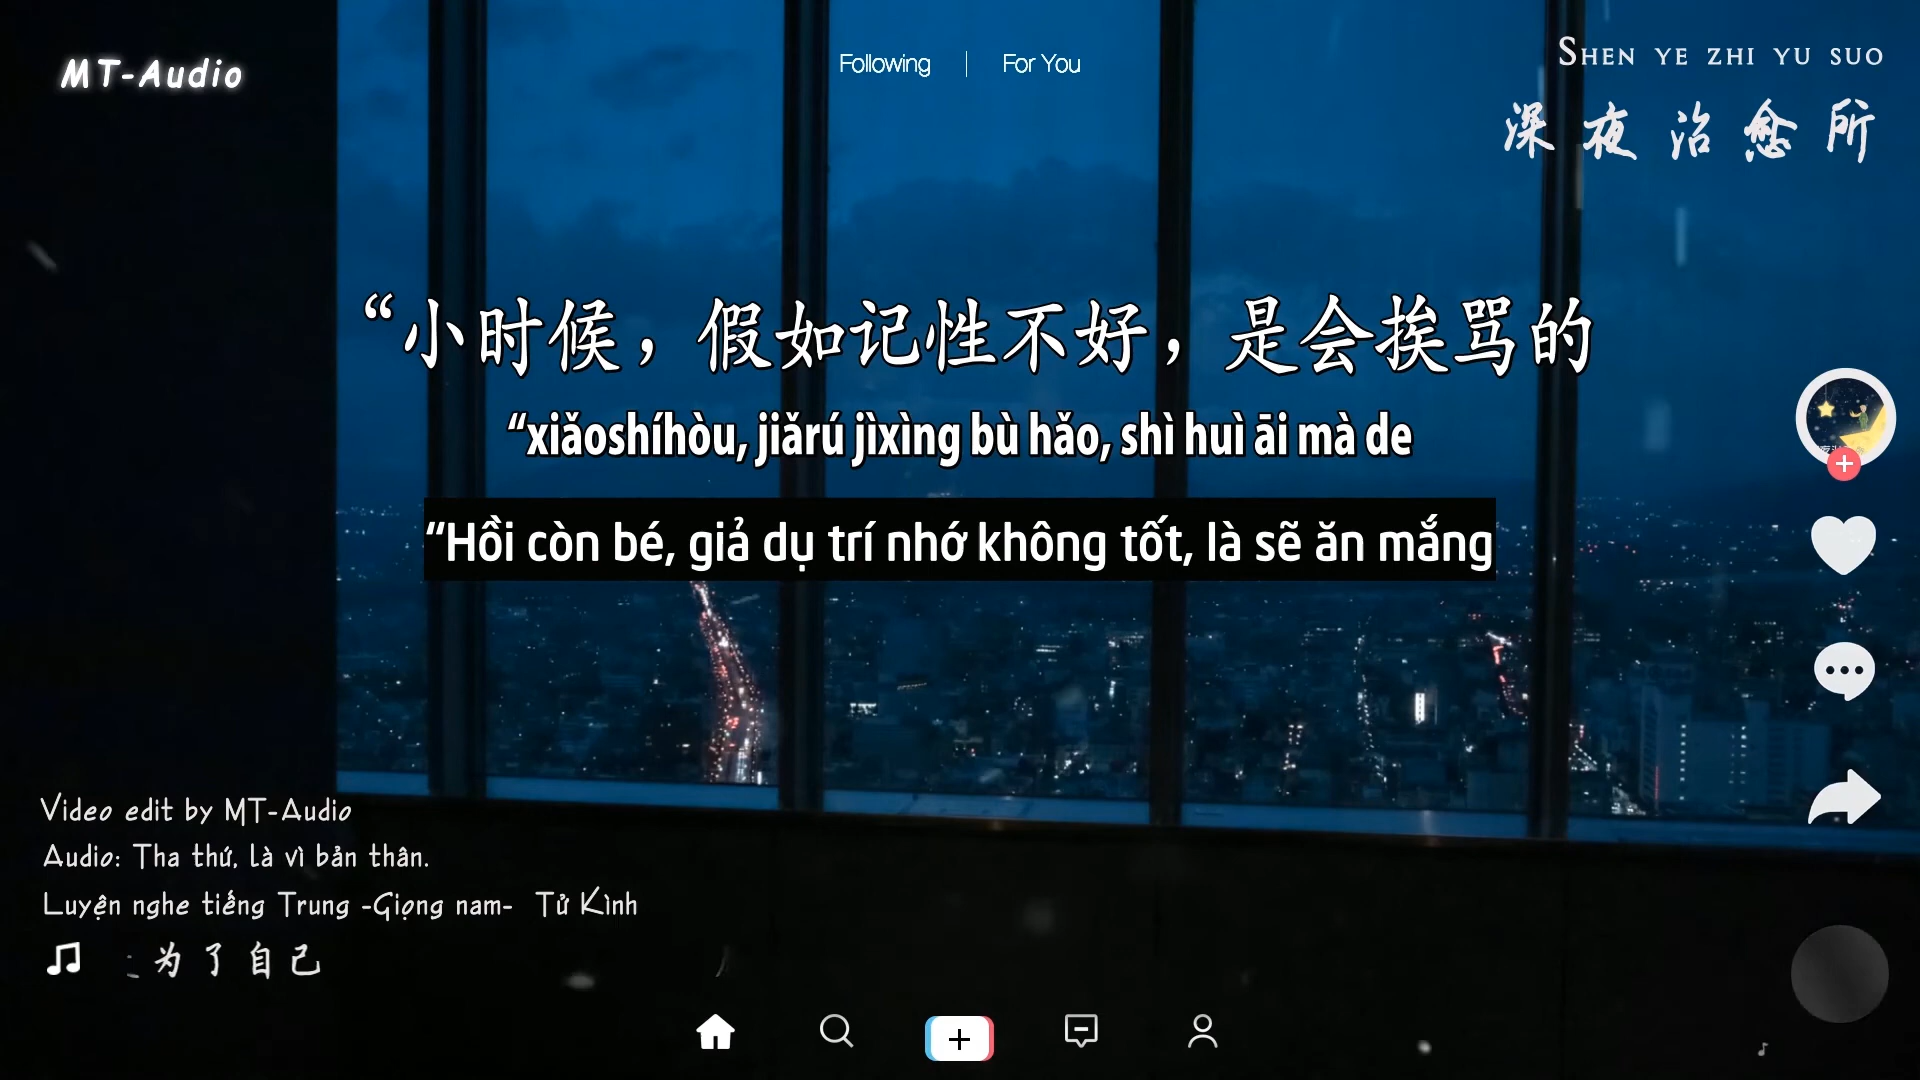 MT-Audio
Following | For You
SHEN YE ZHI YU SUO
深夜治愈所
“小时候，假如记性不好，是会挨骂的
“xiǎoshíhòu, jiǎrú jìxìng bù hǎo, shì huì āi mà de
“Hồi còn bé, giả dụ trí nhớ không tốt, là sẽ ăn mắng
Video edit by MT-Audio
Audio: Tha thứ, là vì bản thân.
Luyện nghe tiếng Trung -Giọng nam- Tử Kình
为了自己